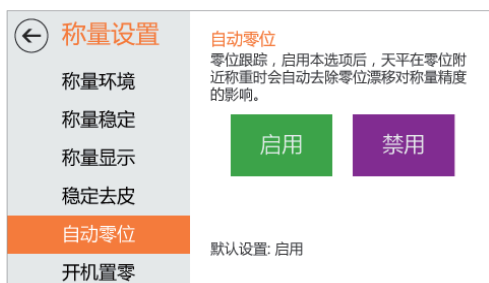 称量设置
称量环境
称量稳定
称量显示
稳定去皮
自动零位
开机置零
自动零位
零位跟踪，启用本选项后，天平在零位附
近称重时会自动去除零位漂移对称量精度
的影响。
启用
禁用
默认设置: 启用